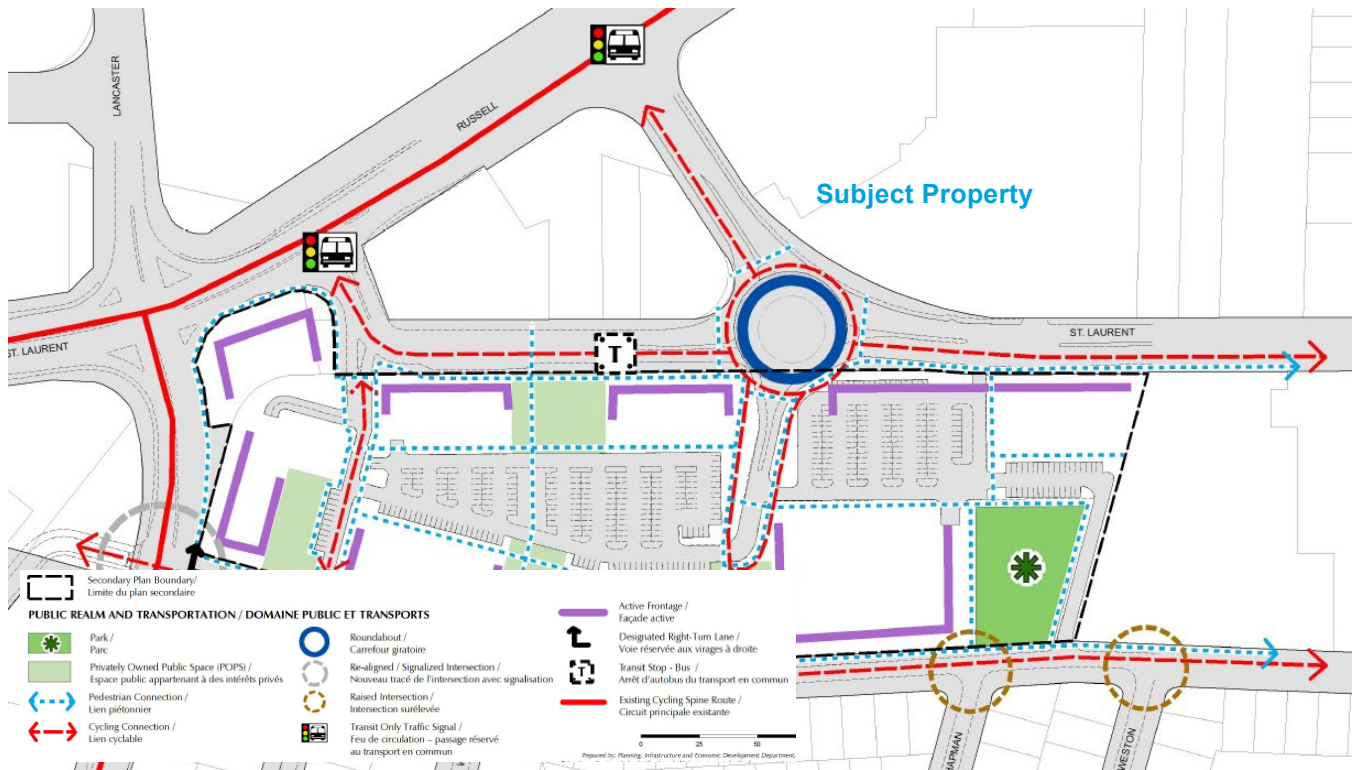 LANCASTER
RUSSELL
Subject Property
ST. LAURENT
ST. LAURENT
T
Secondary Plan Boundary/
Limite du plan secondaire
PUBLIC REALM AND TRANSPORTATION / DOMAINE PUBLIC ET TRANSPORTS
Park /
Parc
Privately Owned Public Space (POPS) /
Espace public appartenant à des intérêts privés
Pedestrian Connection /
Lien piétonnier
Cycling Connection /
Lien cyclable
Roundabout /
Carrefour giratoire
Re-aligned / Signalized Intersection /
Nouveau tracé de l'intersection avec signalisation
Raised Intersection /
Intersection surélevée
Transit Only Traffic Signal /
Feu de circulation – passage réservé
au transport en commun
Active Frontage /
Façade active
Designated Right-Turn Lane /
Voie réservée aux virages à droite
T
Transit Stop - Bus /
Arrêt d'autobus du transport en commun
Existing Cycling Spine Route /
Circuit principale existante
0 25 50
Prepared by: Planning, Infrastructure and Economic Development Department,
HAPMAN
WESTON